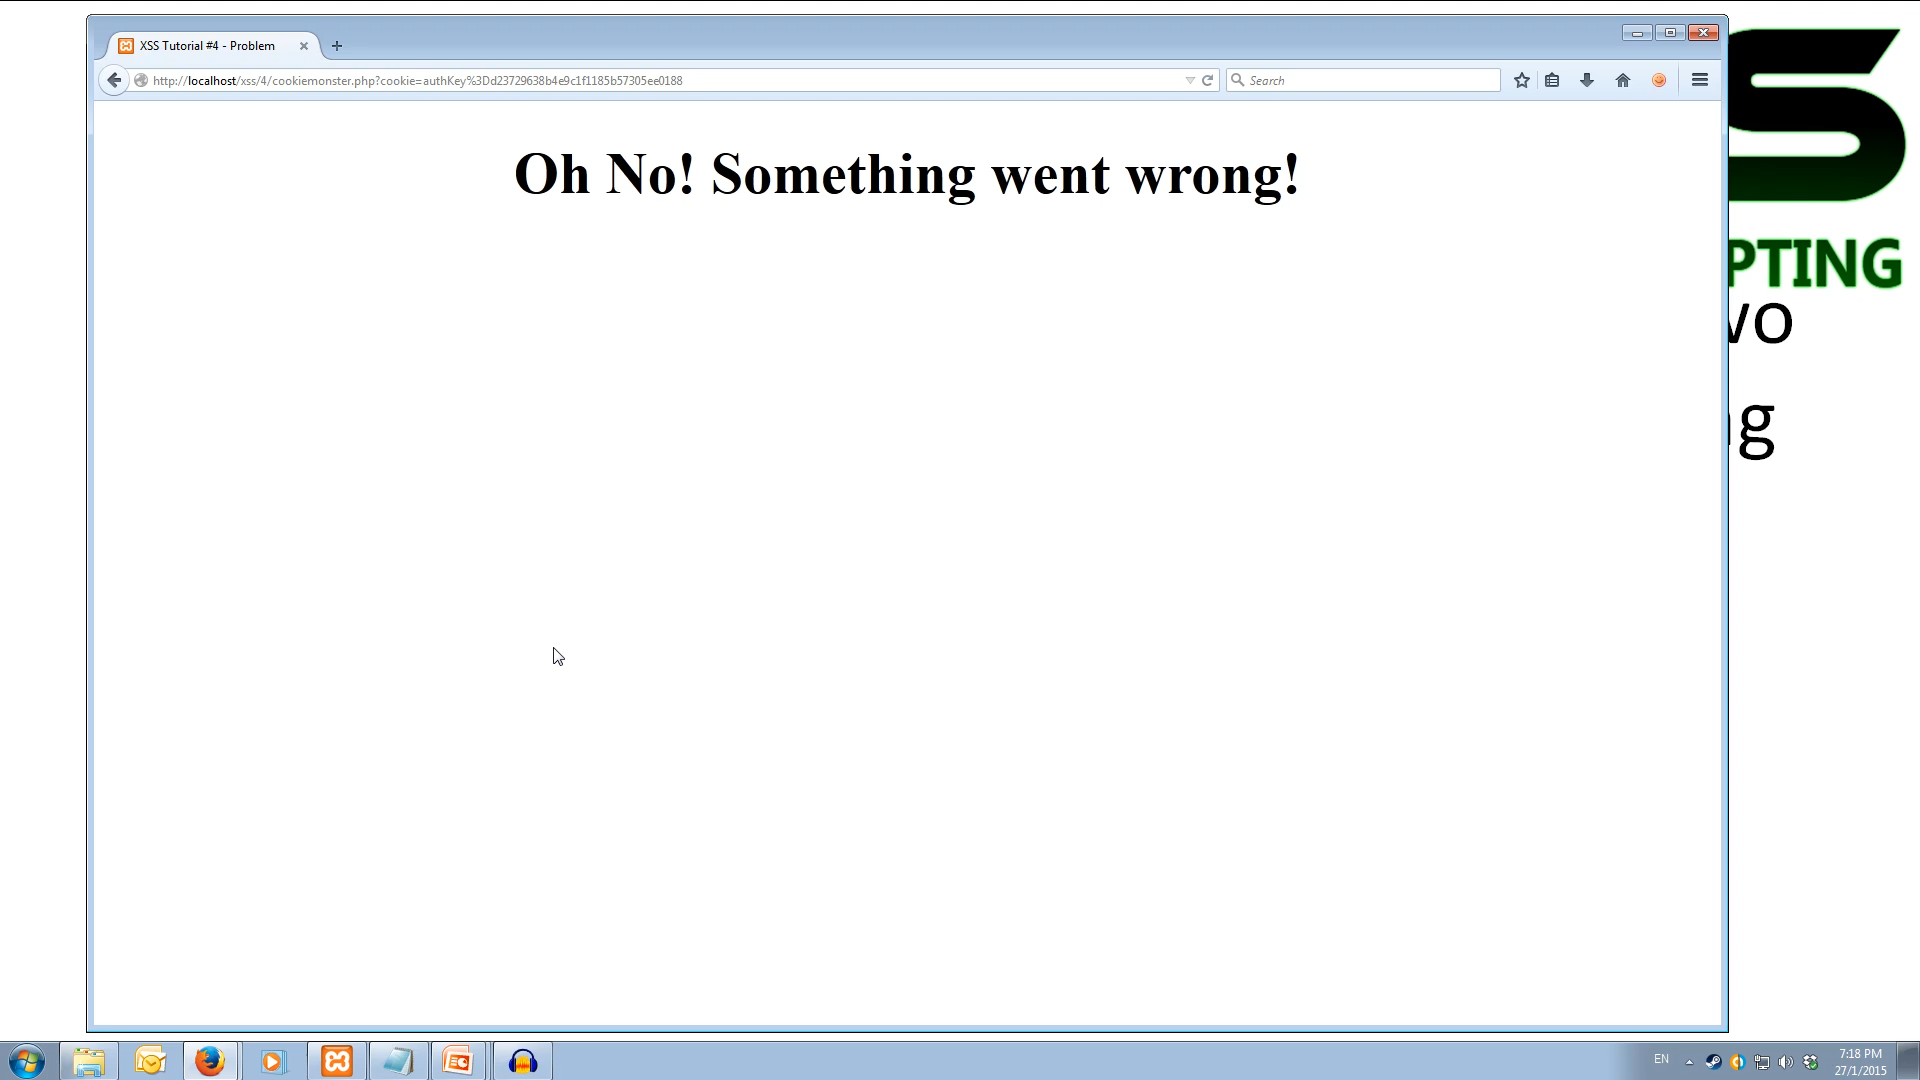 XSS Tutorial #4 - Problem
http://localhost/xss/4/cookiemonster.php?cookie=authKey%3Dd23729638b4e9c1f1185b57305ee0188
Search
Oh No! Something went wrong!
S
PTING
wo
g
EN
7:18 PM
27/1/2015